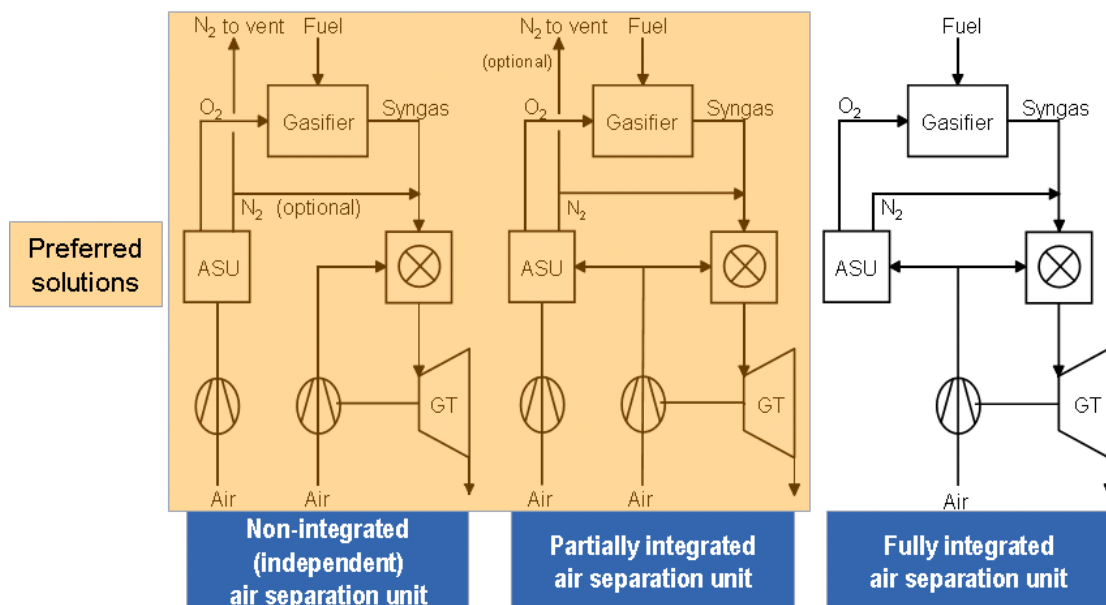 Preferred
solutions
N₂ to vent
Fuel
O₂
Syngas
Gasifier
N₂ (optional)
ASU
GT
Air
Air
Non-integrated
(independent)
air separation unit
N₂ to vent
(optional)
Fuel
O₂
Syngas
Gasifier
N₂
ASU
GT
Air
Air
Partially integrated
air separation unit
Fuel
O₂
Syngas
Gasifier
N₂
ASU
GT
Air
Fully integrated
air separation unit